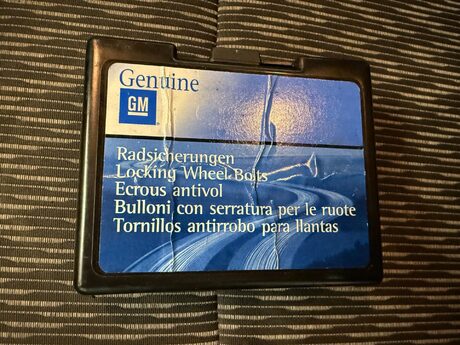 Genuine
GM
Radsicherungen
Locking Wheel Bolts
Ecrous antivol
Bulloni con serratura per le ruote
Tornillos antirrobo para llantas